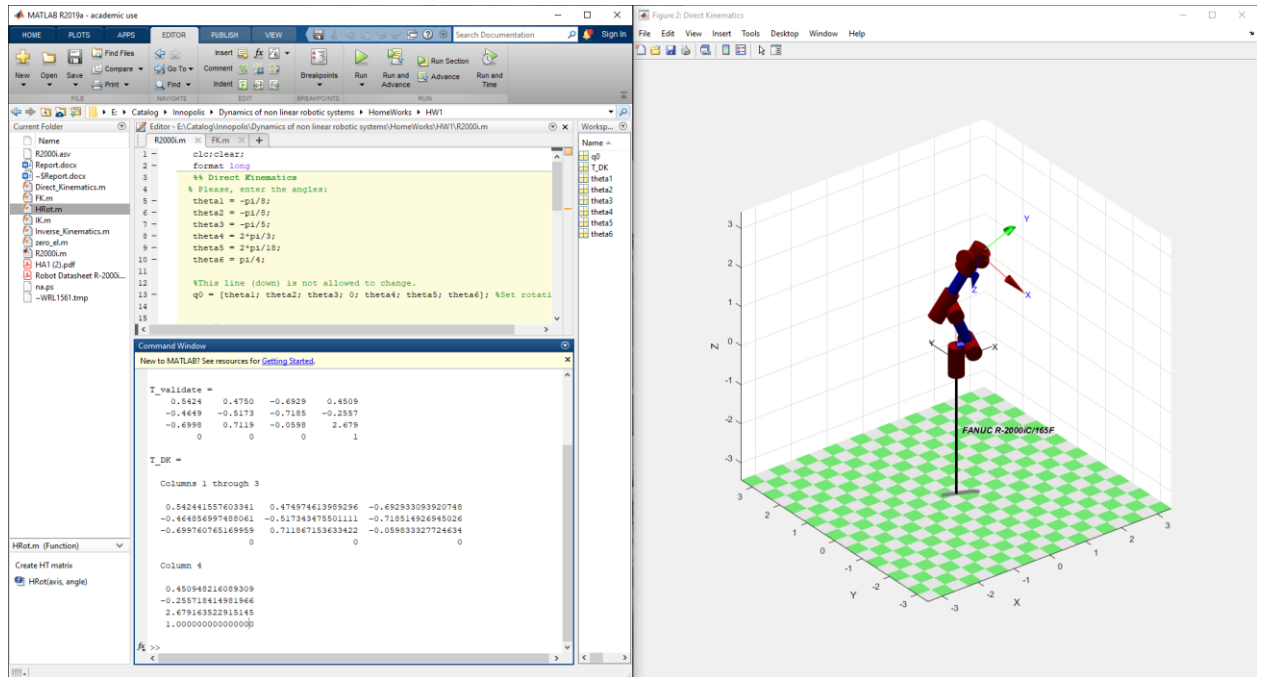 MATLAB R2019a - academic use
HOME PLOTS APPS EDITOR PUBLISH VIEW Search Documentation Sign In
New Open Save Find Files Compare Print Go To Find Insert fx Comment Indent Breakpoints Run Run and Advance Run Section Advance Run and Time
FILE NAVIGATE EDIT BREAKPOINTS RUN
E: Catalog Innopolis Dynamics of non linear robotic systems HomeWorks HW1
Current Folder
Name
R2000i.asv
Report.docx
~$Report.docx
Direct_Kinematics.m
FK.m
HRot.m
IK.m
Inverse_Kinematics.m
zero_el.m
R2000i.m
HA1 (2).pdf
Robot Datasheet R-2000i...
na.ps
~WRL1561.tmp
HRot.m (Function)
Create HT matrix
HRot(axis, angle)
Editor - E:\Catalog\Innopolis\Dynamics of non linear robotic systems\HomeWorks\HW1\R2000i.m
R2000i.m FK.m
1 clc;clear;
2 format long
3 %% Direct Kinematics
4 % Please, enter the angles:
5 theta1 = -pi/8;
6 theta2 = -pi/8;
7 theta3 = -pi/5;
8 theta4 = 2*pi/3;
9 theta5 = 2*pi/18;
10 theta6 = pi/4;
11
12 %This line (down) is not allowed to change.
13 q0 = [theta1; theta2; theta3; 0; theta4; theta5; theta6]; %Set rotati
14
15
Worksp...
Name
q0
T_DK
theta1
theta2
theta3
theta4
theta5
theta6
Command Window
New to MATLAB? See resources for Getting Started.
T_validate =
0.5424 0.4750 -0.6929 0.4509
-0.4649 -0.5173 -0.7185 -0.2557
-0.6998 0.7119 -0.0598 2.679
0 0 0 1
T_DK =
Columns 1 through 3
0.542441557603341 0.474974613989296 -0.692933093920748
-0.464856997488061 -0.517343475501111 -0.718514926945026
-0.699760765169959 0.711867153633422 -0.059833327724634
0 0 0
Column 4
0.450948216089309
-0.255718414981966
2.679163522915145
1.000000000000000
fx >>
Figure 2: Direct Kinematics
File Edit View Insert Tools Desktop Window Help
Y
X
Z
Y
X
FANUC R-2000iC/165F
Z
3
2
1
0
-1
-2
-3
Y
3
2
1
0
-1
-2
-3
X
-3
-2
-1
0
1
2
3